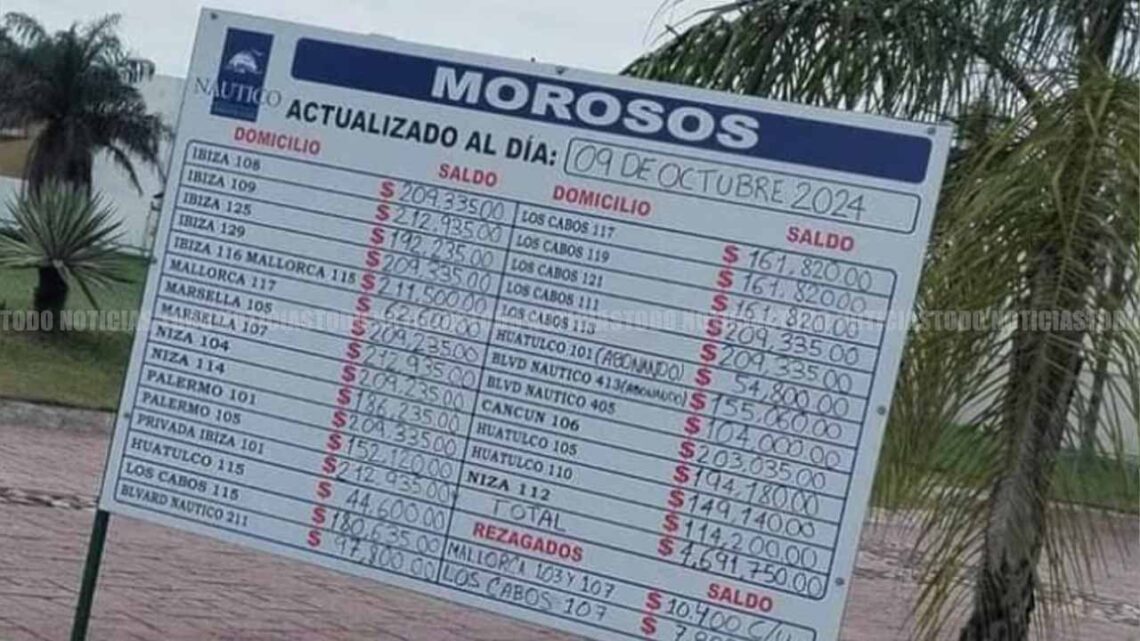 NÁUTICO
MOROSOS
ACTUALIZADO AL DÍA: 09 DE OCTUBRE 2024
DOMICILIO SALDO
IBIZA 108 $ 209,335.00
IBIZA 109 $ 212,935.00
IBIZA 125 $ 192,235.00
IBIZA 129 $ 209,335.00
IBIZA 116 MALLORCA 115 $ 211,500.00
MALLORCA 117 $ 62,600.00
MARSELLA 105 $ 209,235.00
MARSELLA 107 $ 212,935.00
NIZA 104 $ 209,235.00
NIZA 114 $ 186,235.00
PALERMO 101 $ 209,335.00
PALERMO 105 $ 152,120.00
PRIVADA IBIZA 101 $ 212,935.00
HUATULCO 115 $ 44,600.00
LOS CABOS 115 $ 180,635.00
BLVARD NAUTICO 211 $ 97,800.00
DOMICILIO SALDO
LOS CABOS 117 $ 161,820.00
LOS CABOS 119 $ 161,820.00
LOS CABOS 121 $ 161,820.00
LOS CABOS 111 $ 209,335.00
LOS CABOS 113 $ 209,335.00
HUATULCO 101 (ABONANDO) $ 54,800.00
BLVD NAUTICO 413 (ABONANDO) $ 155,060.00
BLVD NAUTICO 405 $ 104,000.00
CANCUN 106 $ 203,035.00
HUATULCO 105 $ 194,180.00
HUATULCO 110 $ 149,140.00
NIZA 112 $ 114,200.00
TOTAL $ 4,691,750.00
REZAGADOS SALDO
MALLORCA 103 Y 107 $ 10,400 C/U
LOS CABOS 107 $
TODO NOTICIAS TODO NOTICIAS TODO